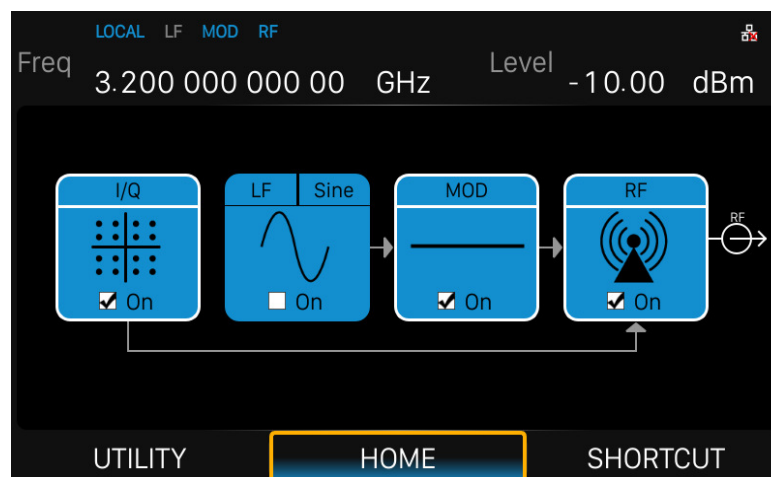 LOCAL LF MOD RF
Freq 3.200 000 000 00 GHz Level -10.00 dBm
I/Q LF Sine MOD RF
RF
On On On On
UTILITY HOME SHORTCUT